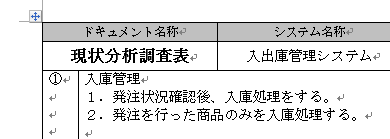 ドキュメント名称 システム名称
現状分析調査表 入出庫管理システム
① 入庫管理
１．発注状況確認後、入庫処理をする。
２．発注を行った商品のみを入庫処理する。